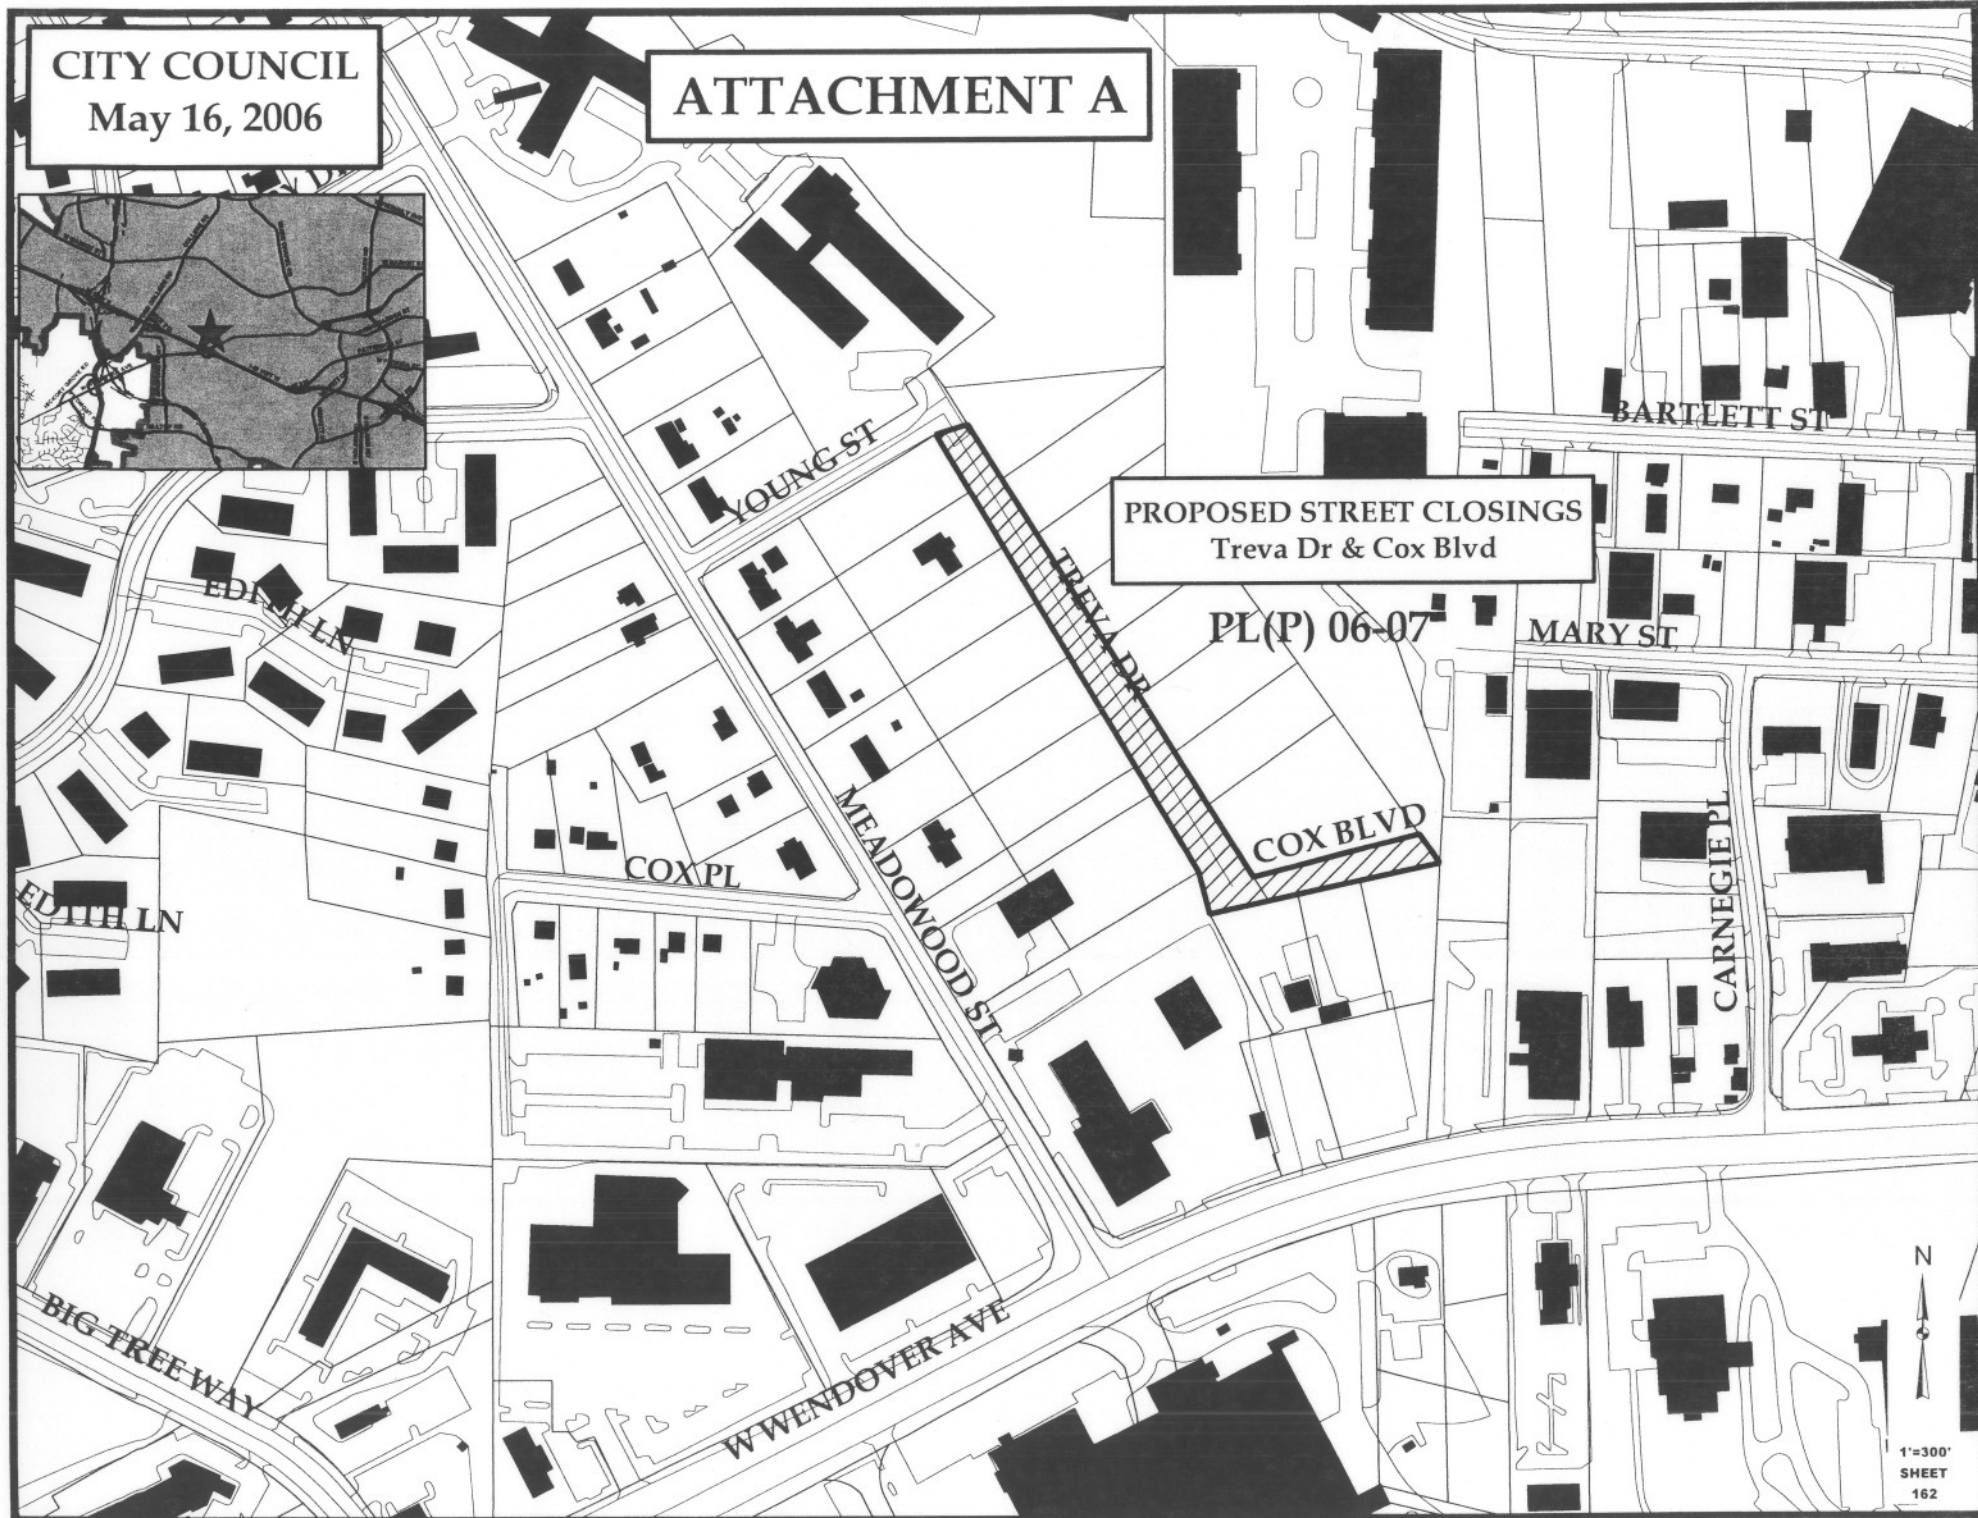 CITY COUNCIL
May 16, 2006
ATTACHMENT A
YOUNG ST
BARTLETT ST
PROPOSED STREET CLOSINGS
Treva Dr & Cox Blvd
PL(P) 06-07
TREVA DR
MARY ST
EDITH LN
COX BLVD
MEADOWOOD ST
COX PL
CARNEGIE PL
EDITH LN
BIG TREE WAY
W WENDOVER AVE
N
1'=300'
SHEET
162